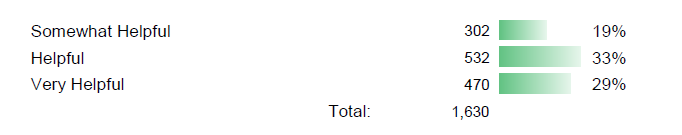 Somewhat Helpful 302 19%
Helpful 532 33%
Very Helpful 470 29%
Total: 1,630